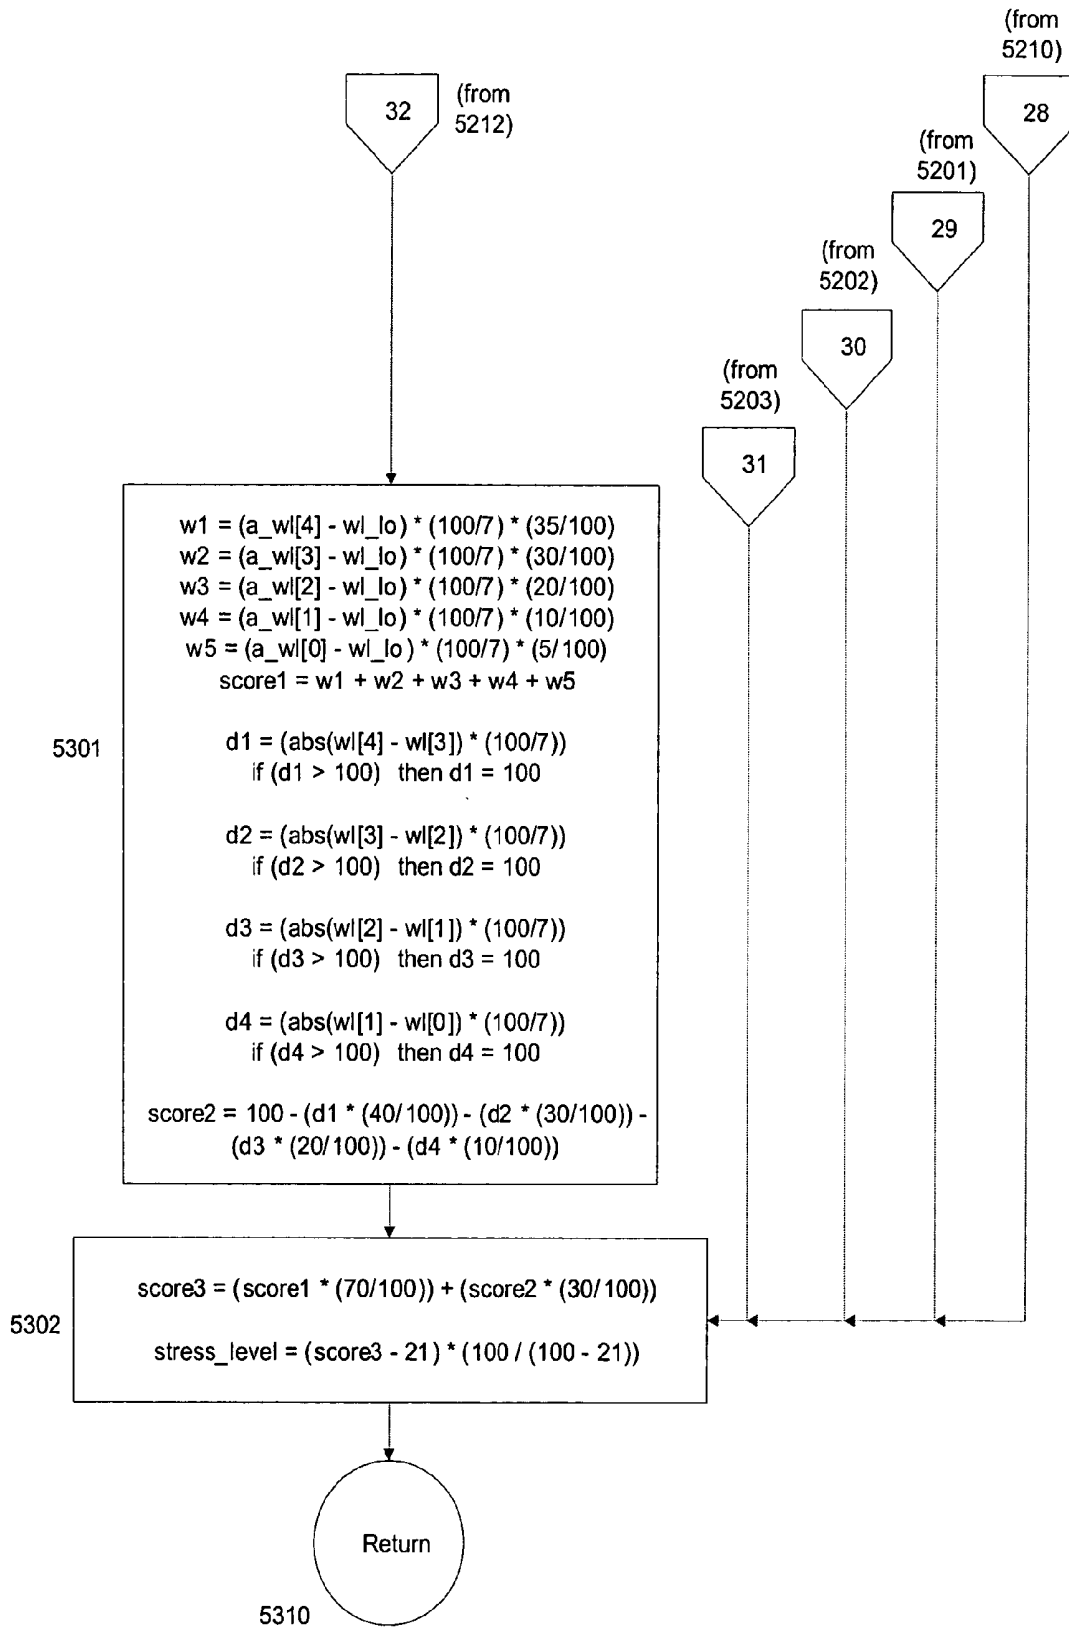 (from
5210)
28
32
(from
5212)
(from
5201)
29
(from
5202)
30
(from
5203)
31
w1 = (a_wl[4] - wl_lo) * (100/7) * (35/100)
w2 = (a_wl[3] - wl_lo) * (100/7) * (30/100)
w3 = (a_wl[2] - wl_lo) * (100/7) * (20/100)
w4 = (a_wl[1] - wl_lo) * (100/7) * (10/100)
w5 = (a_wl[0] - wl_lo) * (100/7) * (5/100)
score1 = w1 + w2 + w3 + w4 + w5
5301
d1 = (abs(wl[4] - wl[3]) * (100/7))
if (d1 > 100) then d1 = 100
d2 = (abs(wl[3] - wl[2]) * (100/7))
if (d2 > 100) then d2 = 100
d3 = (abs(wl[2] - wl[1]) * (100/7))
if (d3 > 100) then d3 = 100
d4 = (abs(wl[1] - wl[0]) * (100/7))
if (d4 > 100) then d4 = 100
score2 = 100 - (d1 * (40/100)) - (d2 * (30/100)) -
(d3 * (20/100)) - (d4 * (10/100))
score3 = (score1 * (70/100)) + (score2 * (30/100))
5302
stress_level = (score3 - 21) * (100 / (100 - 21))
Return
5310